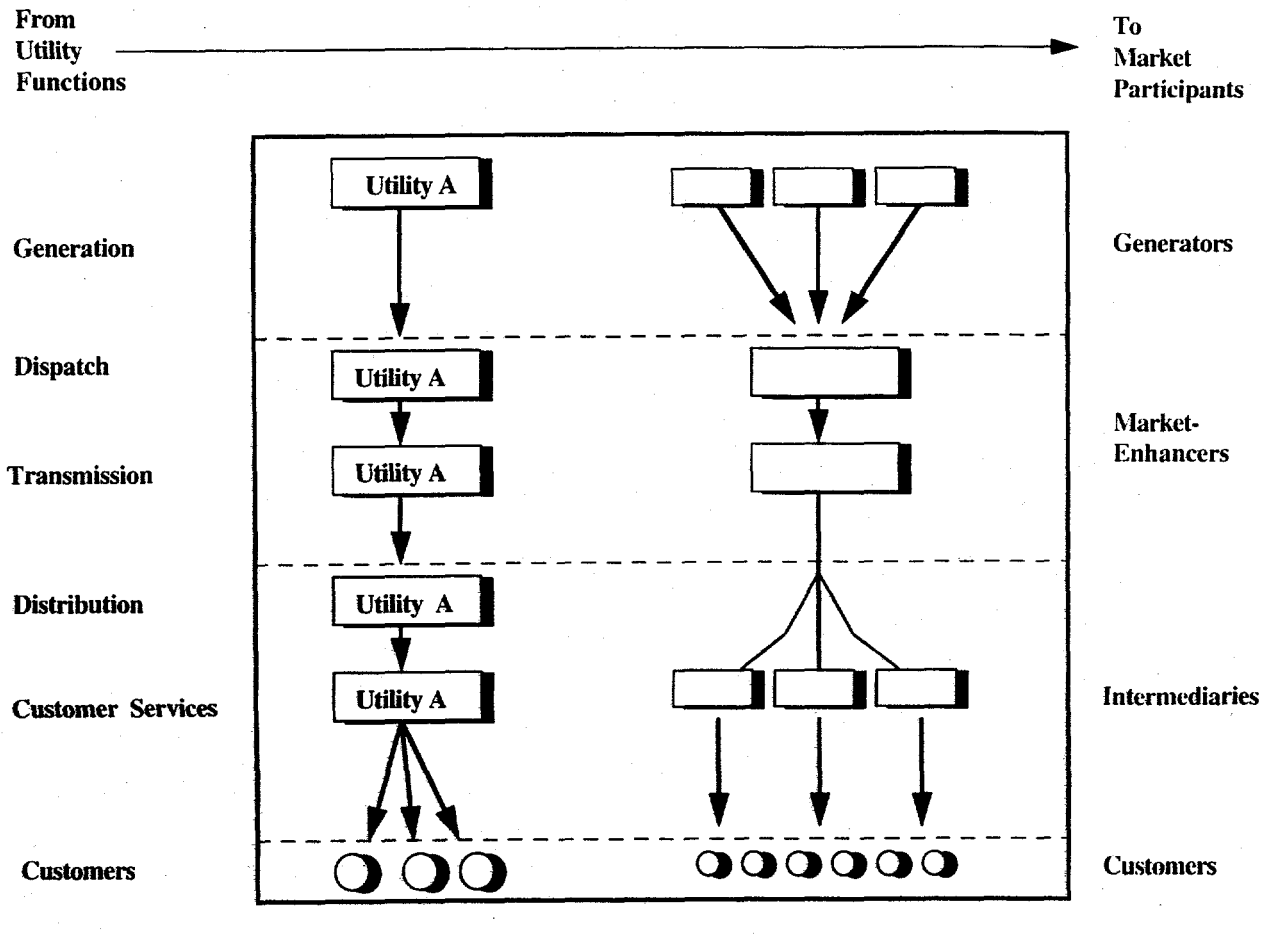 From
Utility
Functions
To
Market
Participants
Utility A
Generation
Generators
Dispatch
Utility A
Market-
Enhancers
Transmission
Utility A
Distribution
Utility A
Customer Services
Utility A
Intermediaries
Customers
Customers